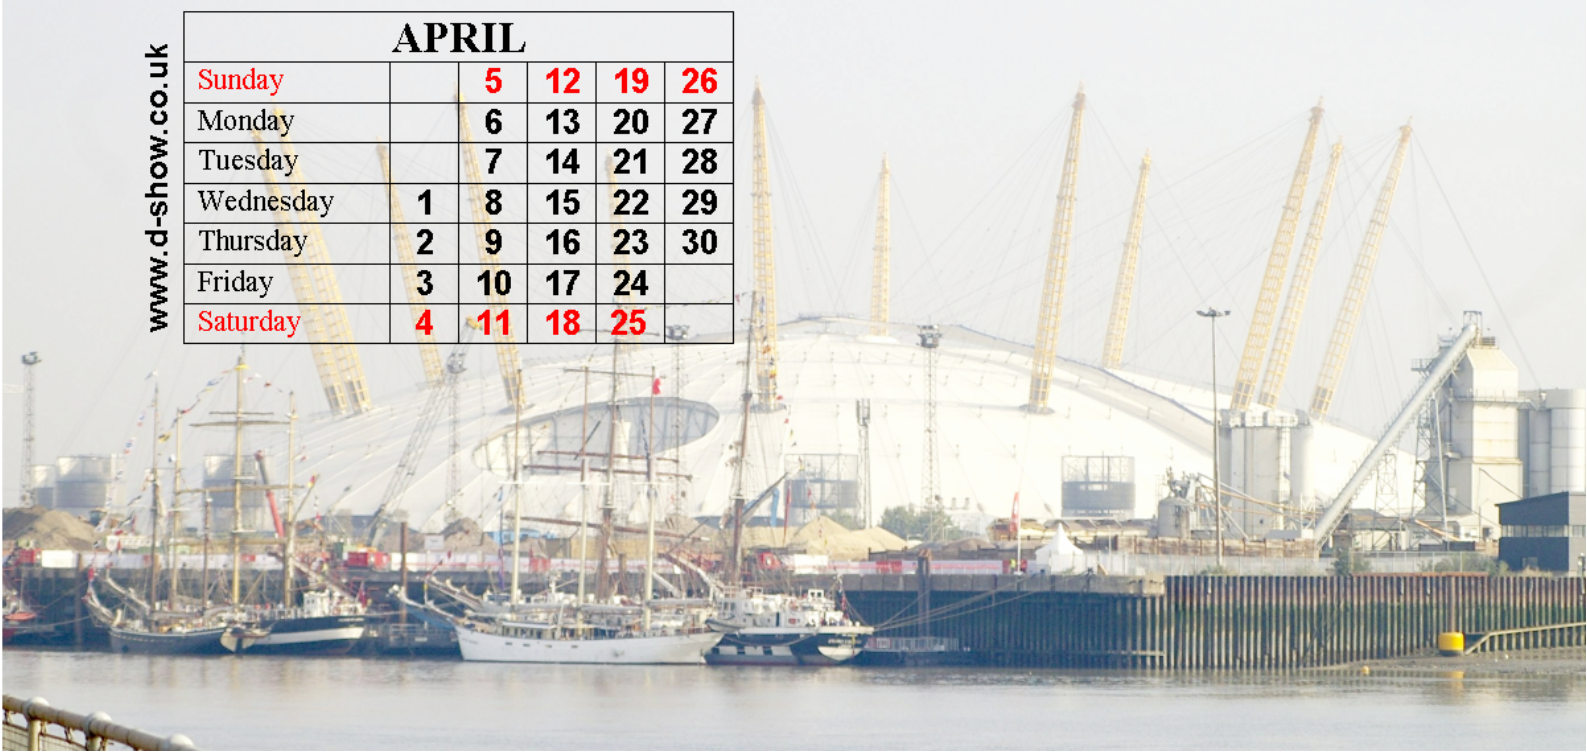 www.d-show.co.uk
APRIL
Sunday 5 12 19 26
Monday 6 13 20 27
Tuesday 7 14 21 28
Wednesday 1 8 15 22 29
Thursday 2 9 16 23 30
Friday 3 10 17 24
Saturday 4 11 18 25